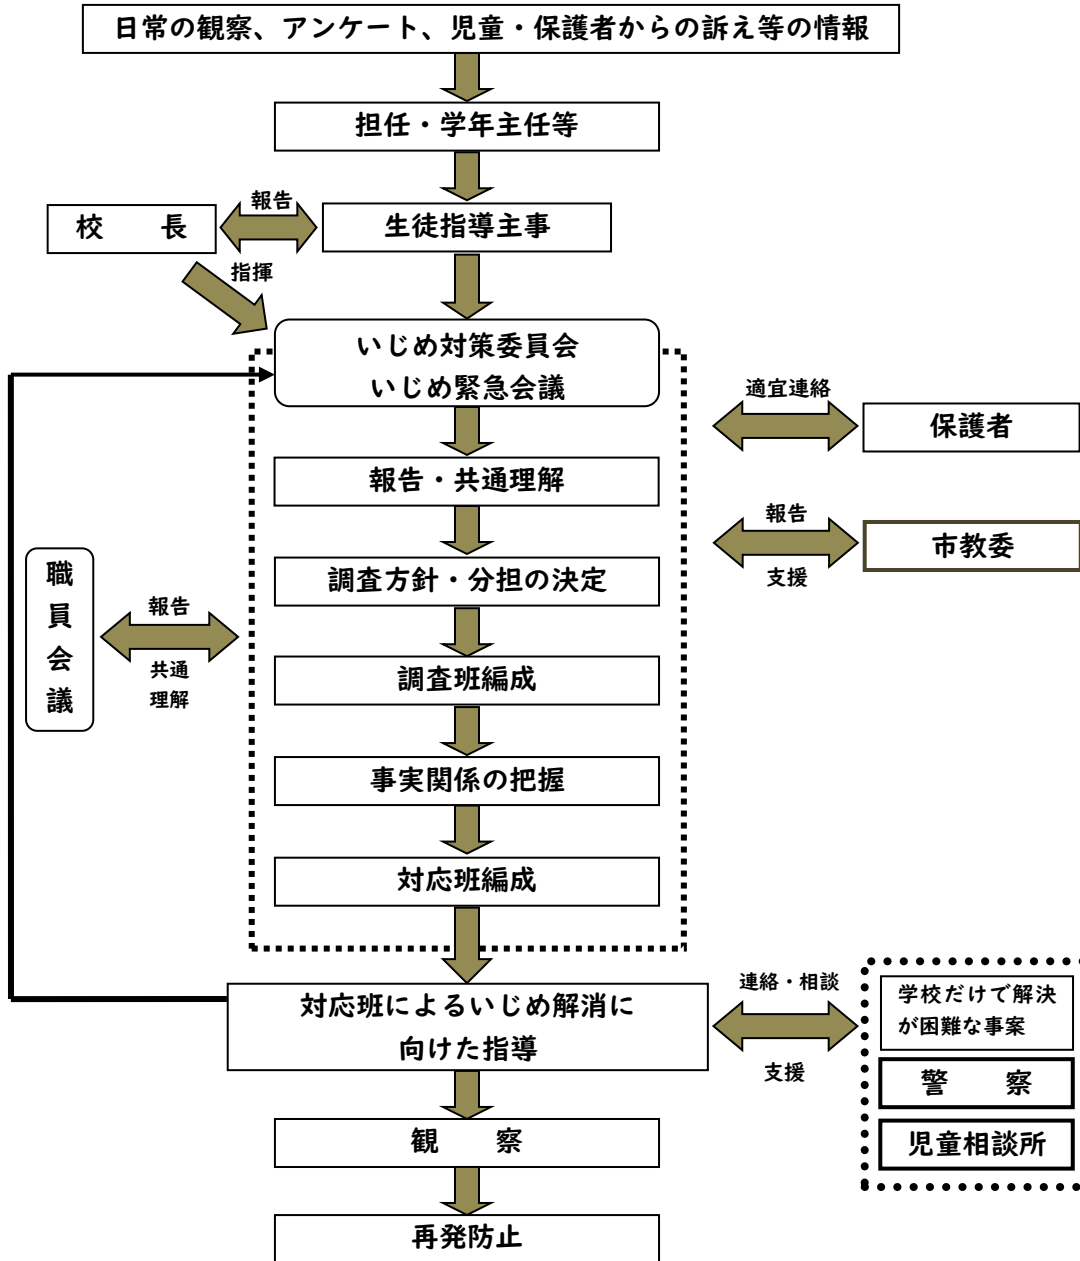 日常の観察、アンケート、児童・保護者からの訴え等の情報
担任・学年主任等
報告
校　　長
生徒指導主事
指揮
いじめ対策委員会
いじめ緊急会議
適宜連絡
保護者
報告・共通理解
報告
市教委
支援
調査方針・分担の決定
職員会議
報告
共通
理解
調査班編成
事実関係の把握
対応班編成
対応班によるいじめ解消に
向けた指導
連絡・相談
支援
学校だけで解決
が困難な事案
警　　察
児童相談所
観　　察
再発防止